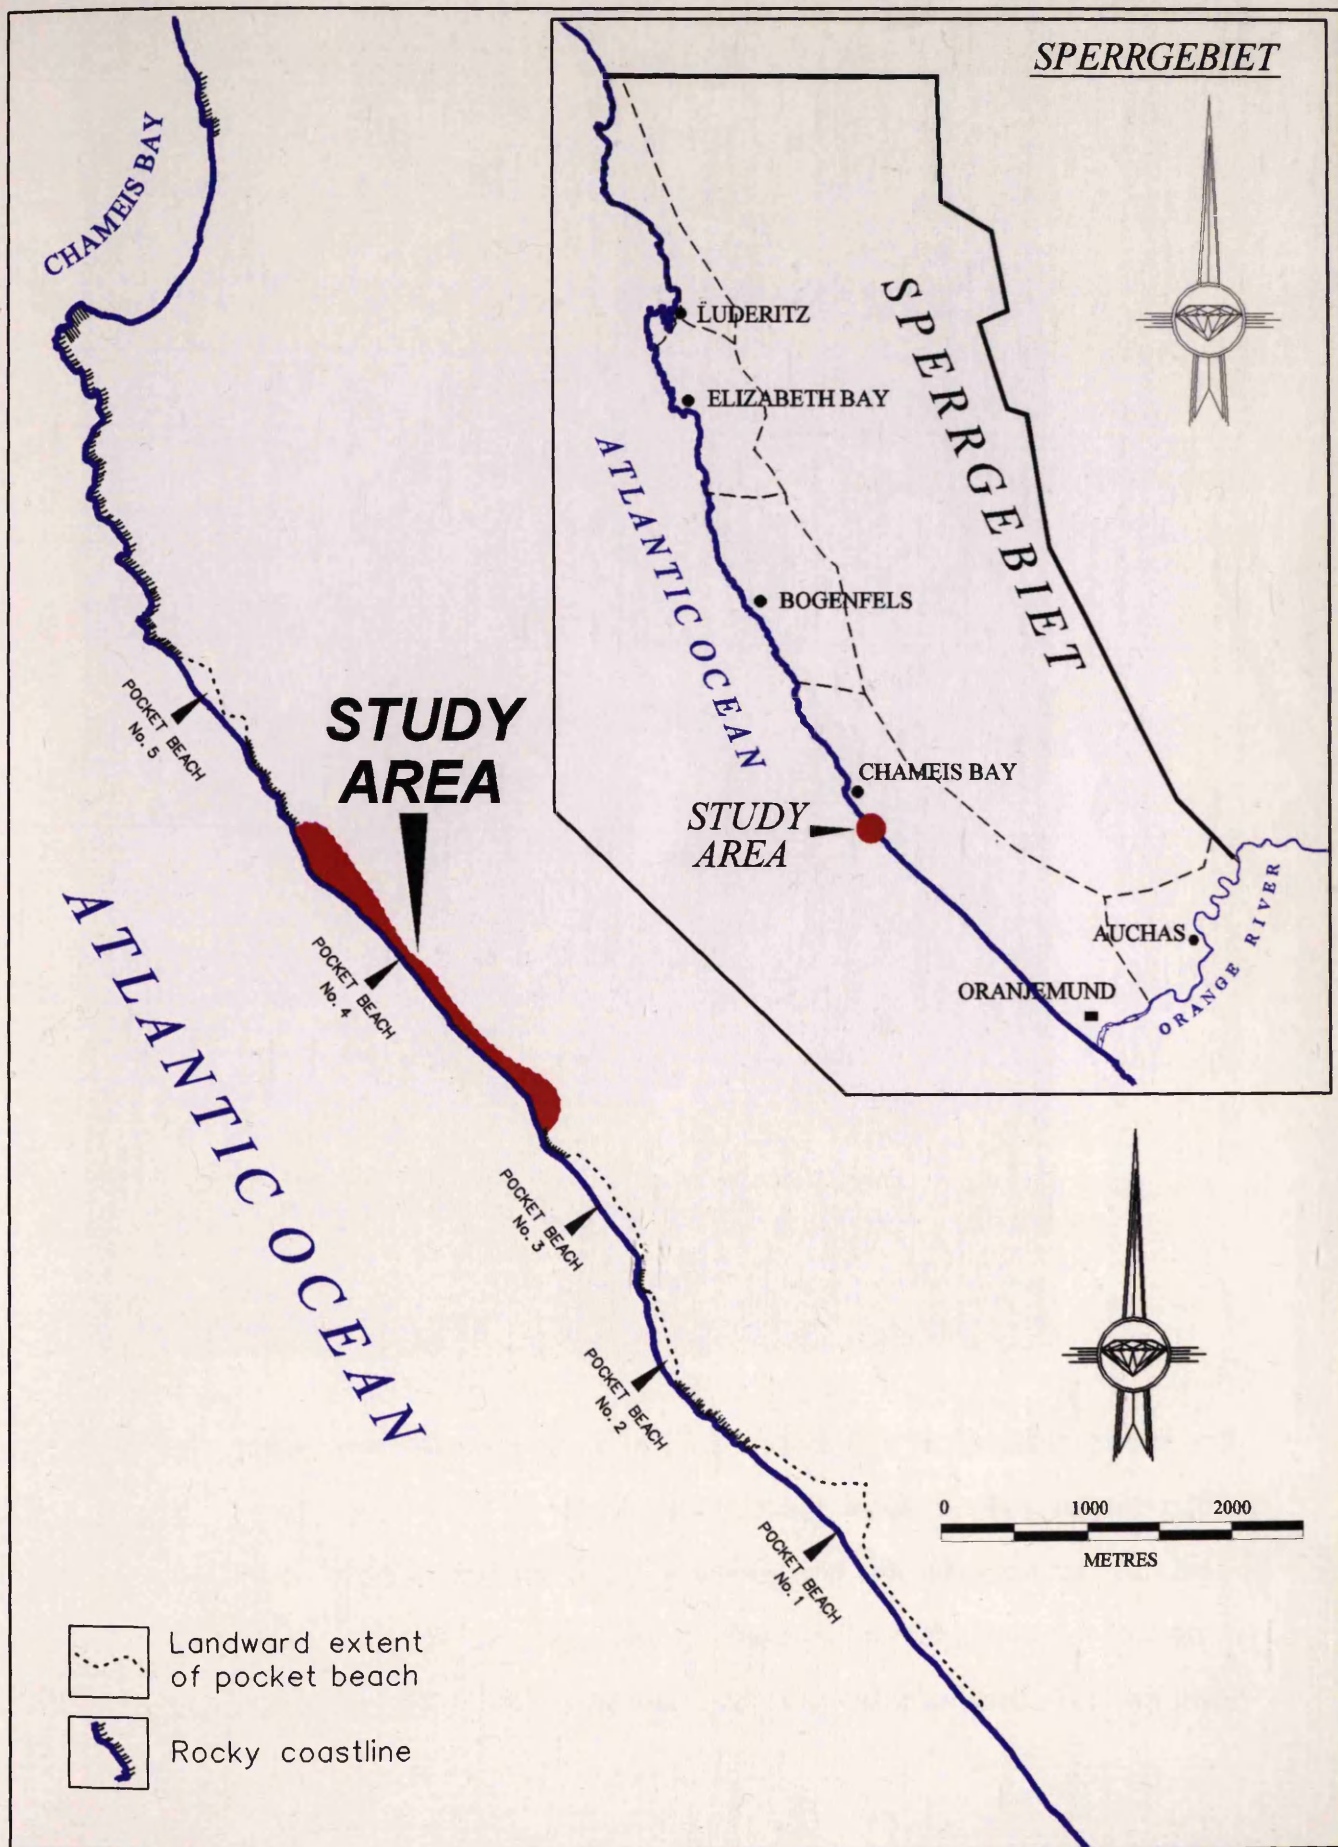 SPERRGEBIET
CHAMEIS BAY
LUDERITZ
ELIZABETH BAY
BOGENFELS
SPERRGEBIET
ATLANTIC OCEAN
CHAMEIS BAY
STUDY
AREA
AUCHAS
ORANJEMUND
ORANGE RIVER
POCKET BEACH
No. 5
STUDY
AREA
POCKET BEACH
No. 4
ATLANTIC OCEAN
POCKET BEACH
No. 3
POCKET BEACH
No. 2
POCKET BEACH
No. 1
0 1000 2000
METRES
Landward extent
of pocket beach
Rocky coastline